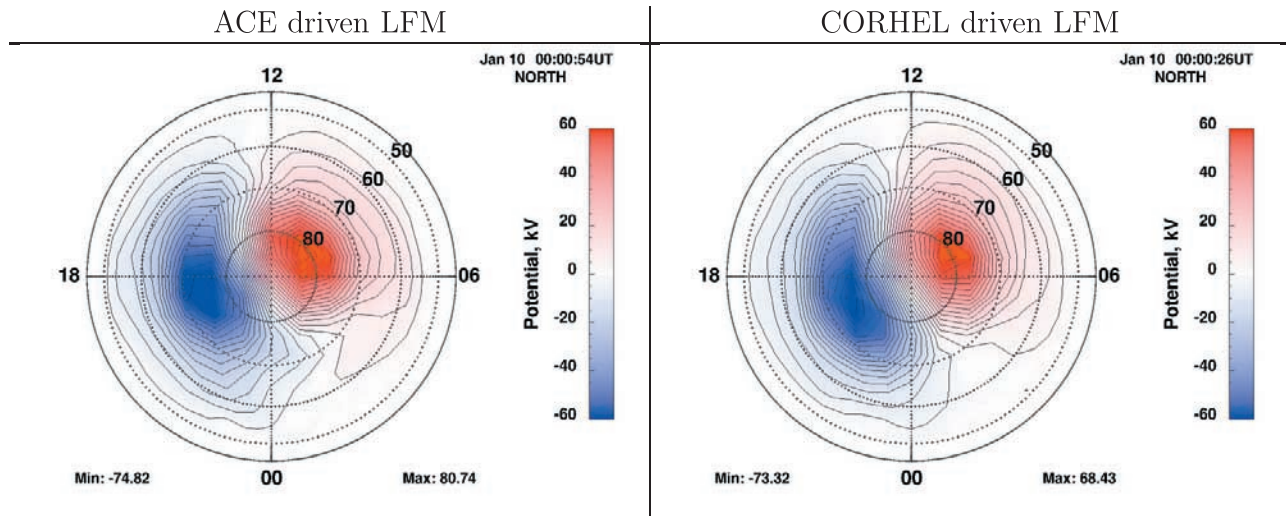 ACE driven LFM
Jan 10 00:00:54UT
NORTH
12
50
60
70
80
18
06
00
60
40
20
0
-20
-40
-60
Potential, kV
Min: -74.82
Max: 80.74
CORHEL driven LFM
Jan 10 00:00:26UT
NORTH
12
50
60
70
80
18
06
00
60
40
20
0
-20
-40
-60
Potential, kV
Min: -73.32
Max: 68.43